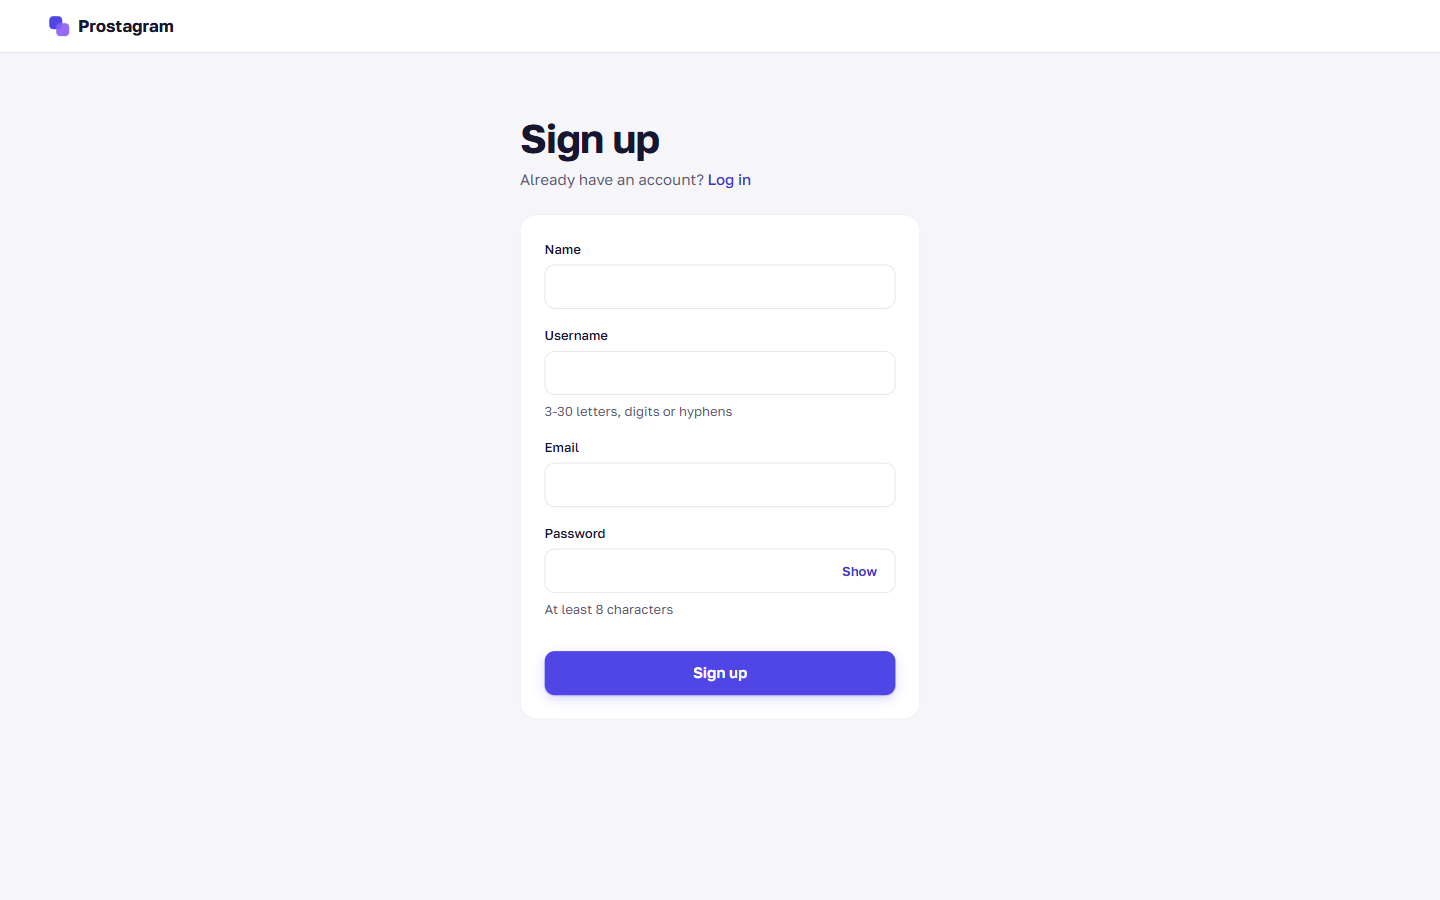 Prostagram
Sign up
Already have an account? Log in
Name
Username
3-30 letters, digits or hyphens
Email
Password
Show
At least 8 characters
Sign up